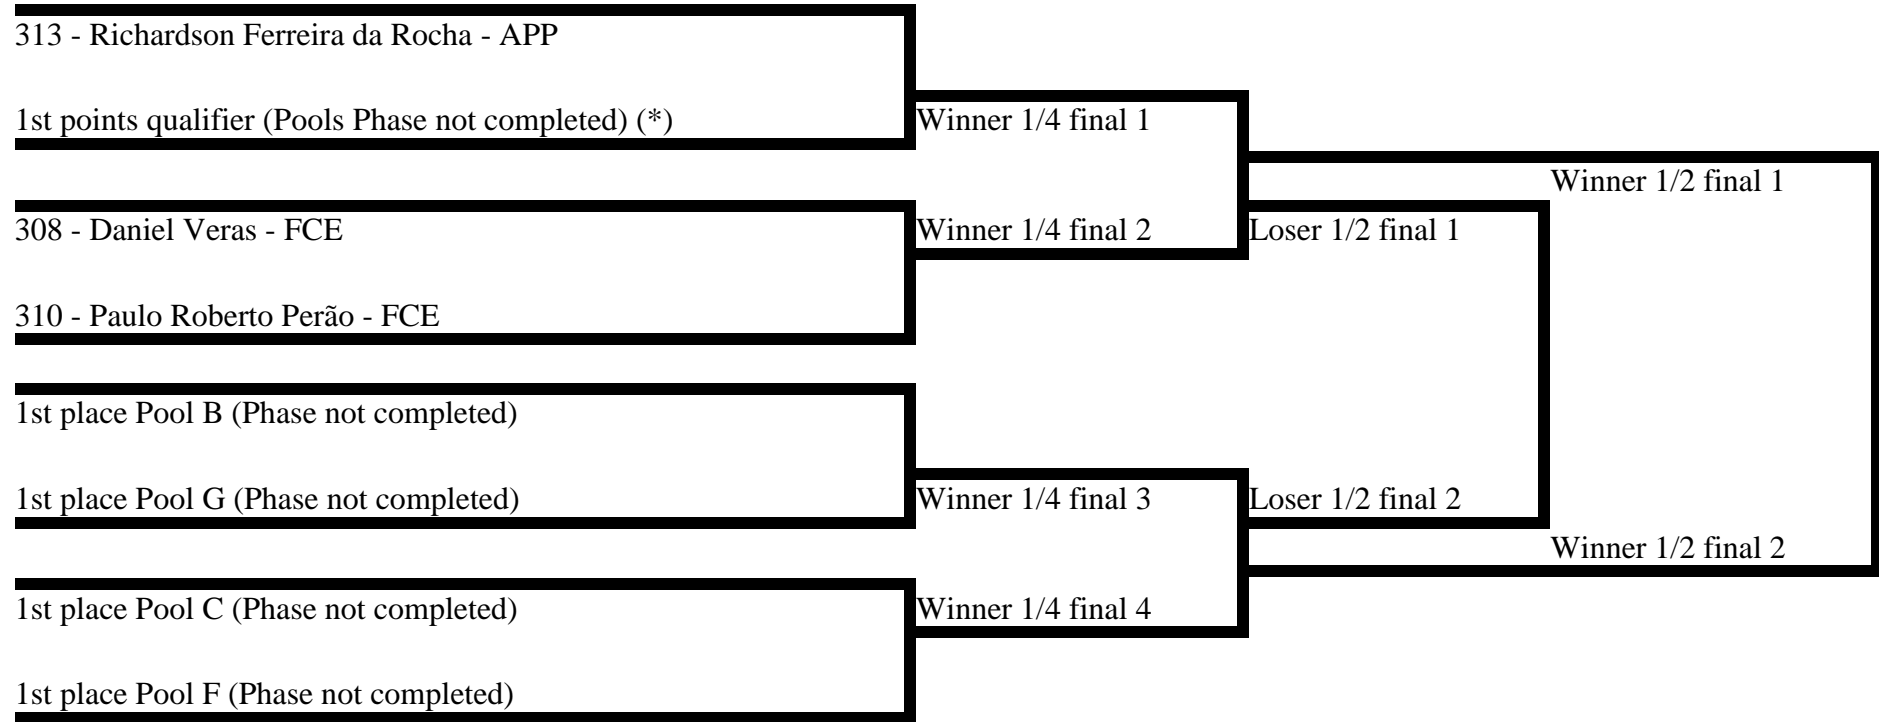 313 - Richardson Ferreira da Rocha - APP
1st points qualifier (Pools Phase not completed) (*)
Winner 1/4 final 1
Winner 1/2 final 1
308 - Daniel Veras - FCE
Winner 1/4 final 2
Loser 1/2 final 1
310 - Paulo Roberto Perão - FCE
1st place Pool B (Phase not completed)
1st place Pool G (Phase not completed)
Winner 1/4 final 3
Loser 1/2 final 2
Winner 1/2 final 2
1st place Pool C (Phase not completed)
Winner 1/4 final 4
1st place Pool F (Phase not completed)